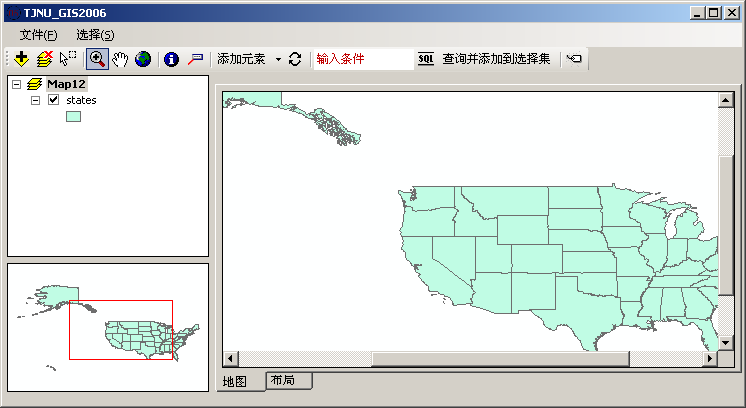 TJNU_GIS2006
文件(F) 选择(S)
添加元素 输入条件 SQL 查询并添加到选择集
Map12
states
地图 布局